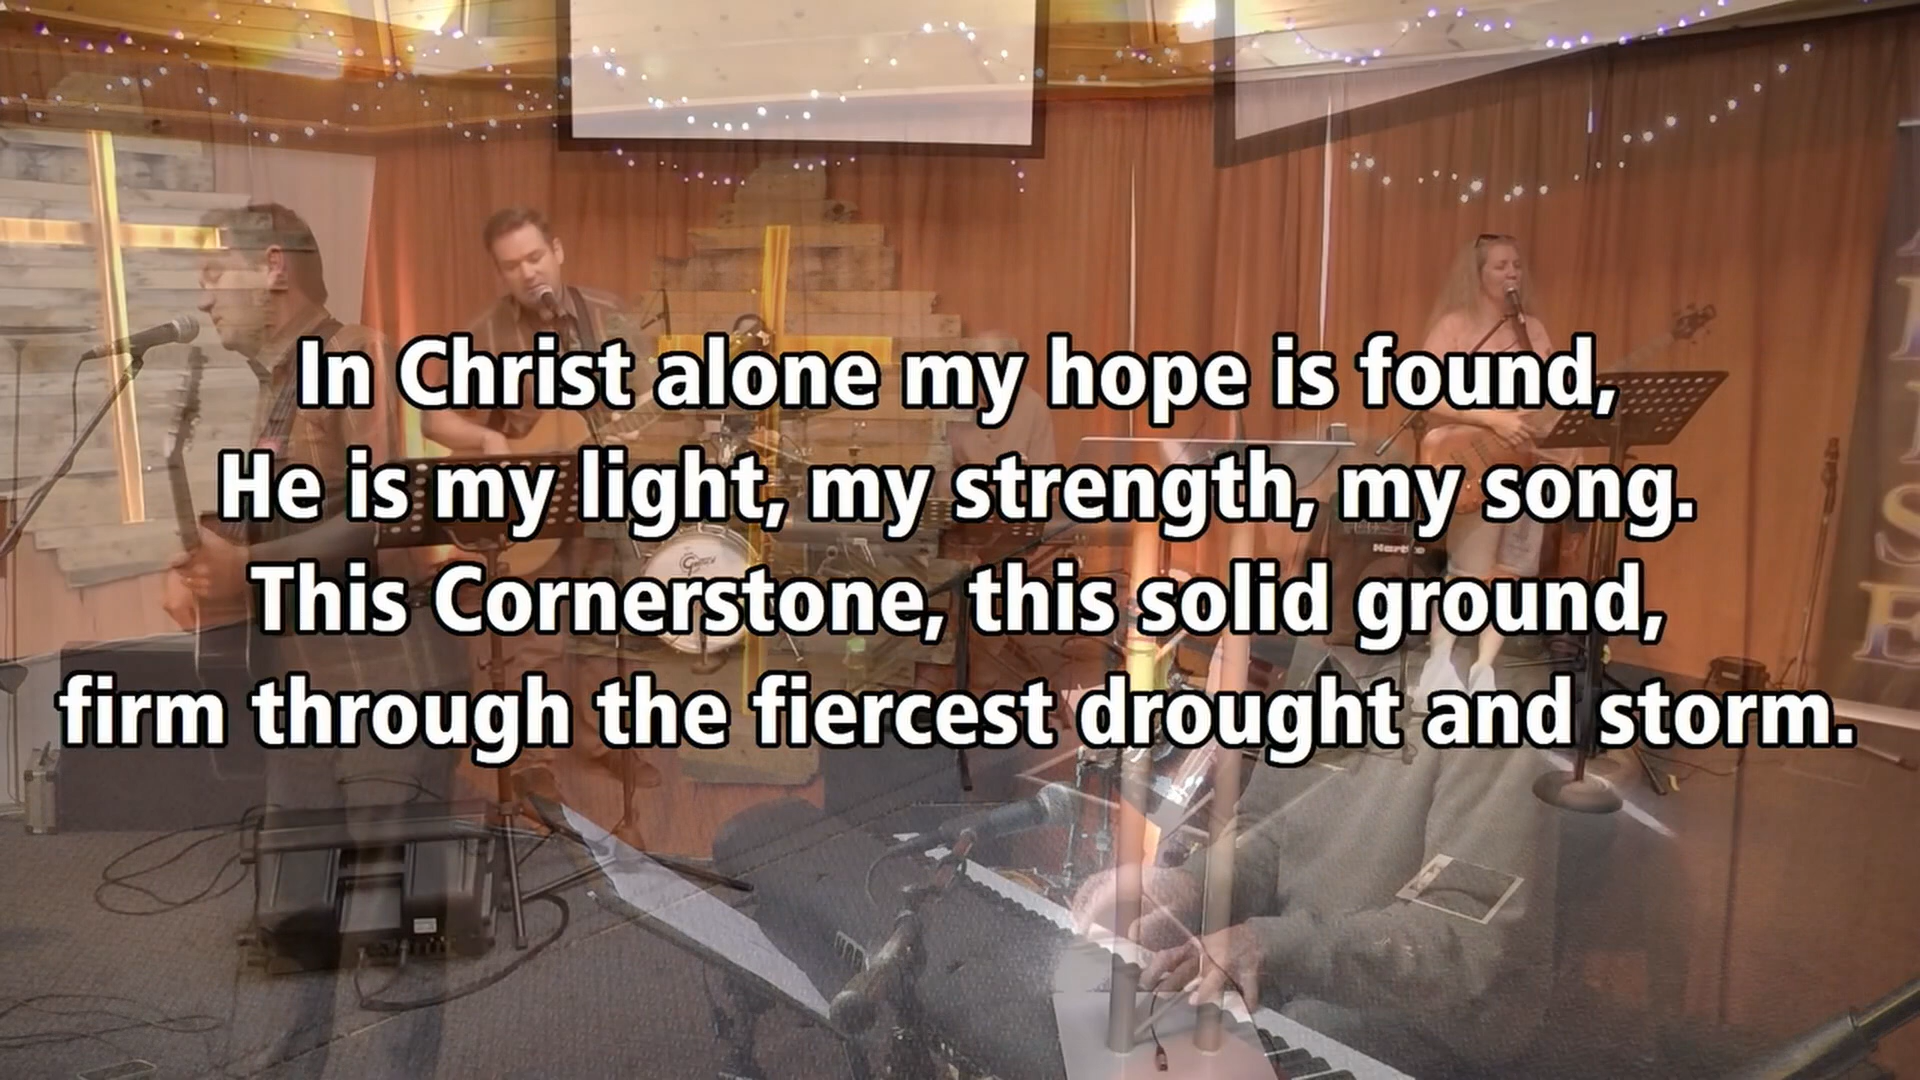 In Christ alone my hope is found,
He is my light, my strength, my song.
This Cornerstone, this solid ground,
firm through the fiercest drought and storm.